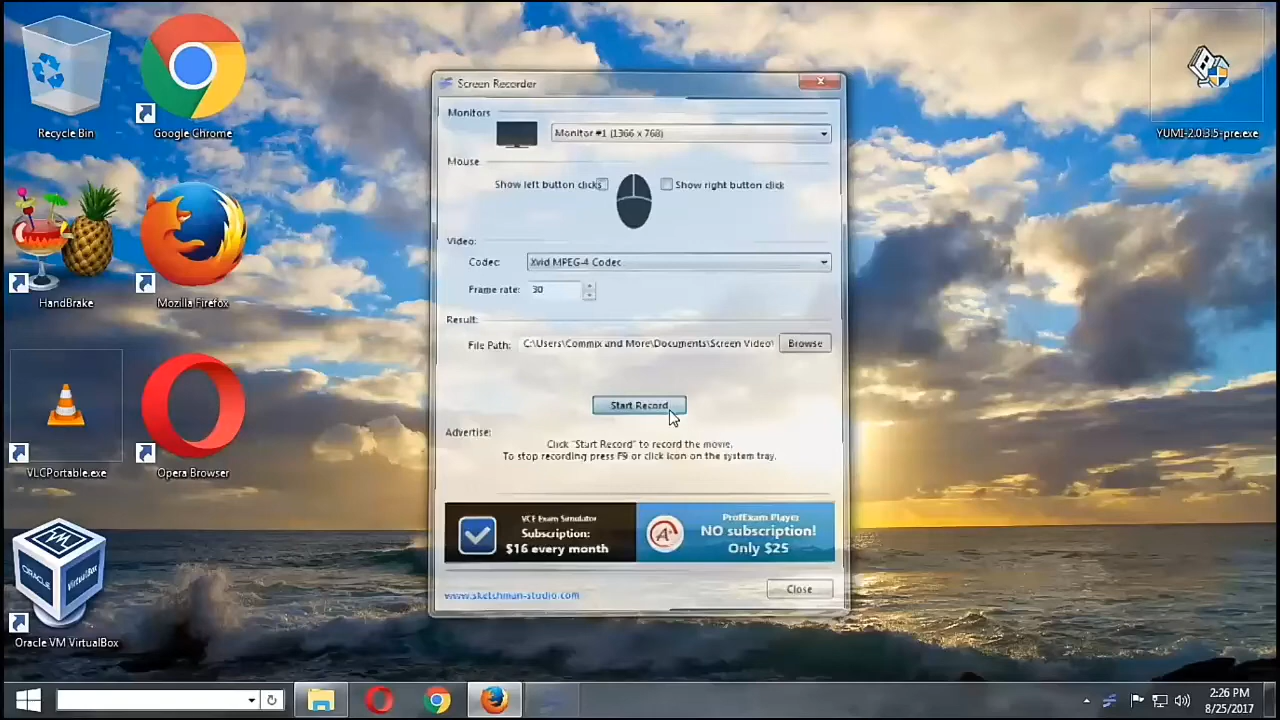 Recycle Bin
Google Chrome
HandBrake
Mozilla Firefox
VLCPortable.exe
Opera Browser
ORACLE
VirtualBox
Oracle VM VirtualBox
YUMI-2.0.3.5-pre.exe
Screen Recorder
Monitors
Monitor #1 (1366 x 768)
Mouse
Show left button clicks
Show right button click
Video:
Codec:
Xvid MPEG-4 Codec
Frame rate:
30
Result:
File Path:
C:\Users\Commix and More\Documents\Screen Video\
Browse
Start Record
Advertise:
Click "Start Record" to record the movie.
To stop recording press F9 or click icon on the system tray.
VCE Exam Simulator
Subscription:
$16 every month
A+
ProfExam Player
NO subscription!
Only $25
www.sketchman-studio.com
Close
2:26 PM
8/25/2017